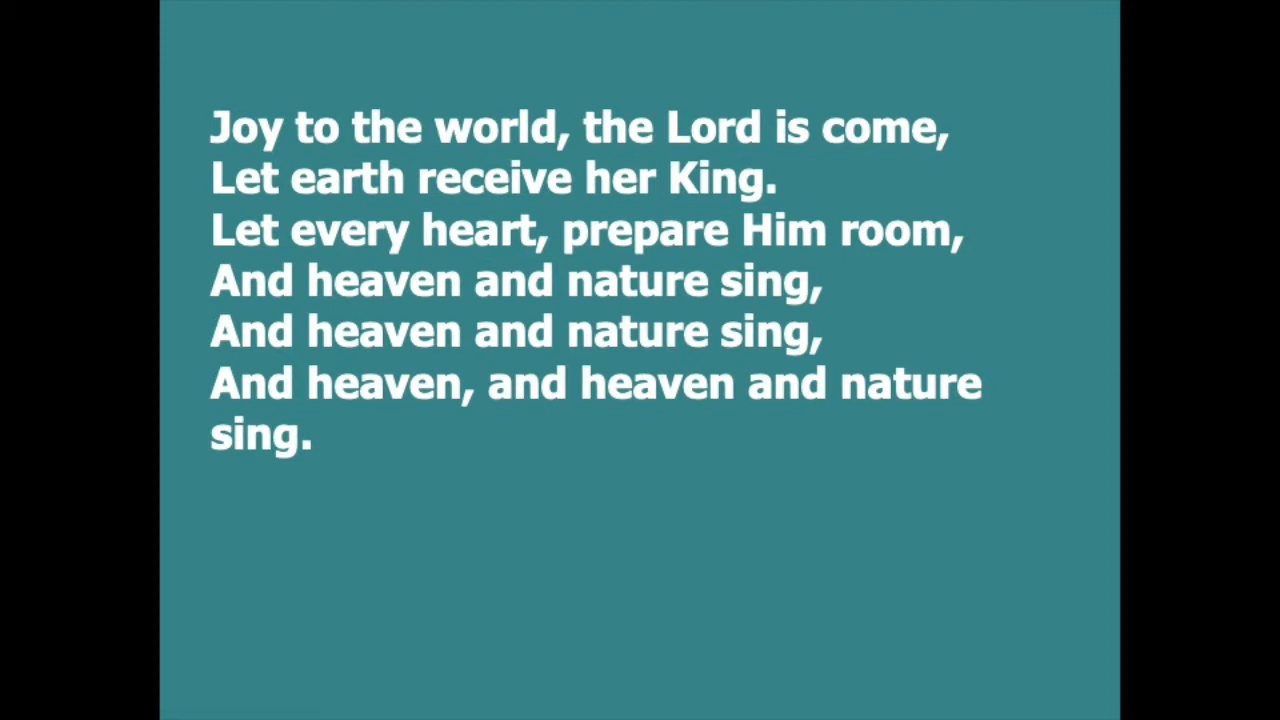 Joy to the world, the Lord is come,
Let earth receive her King.
Let every heart, prepare Him room,
And heaven and nature sing,
And heaven and nature sing,
And heaven, and heaven and nature
sing.